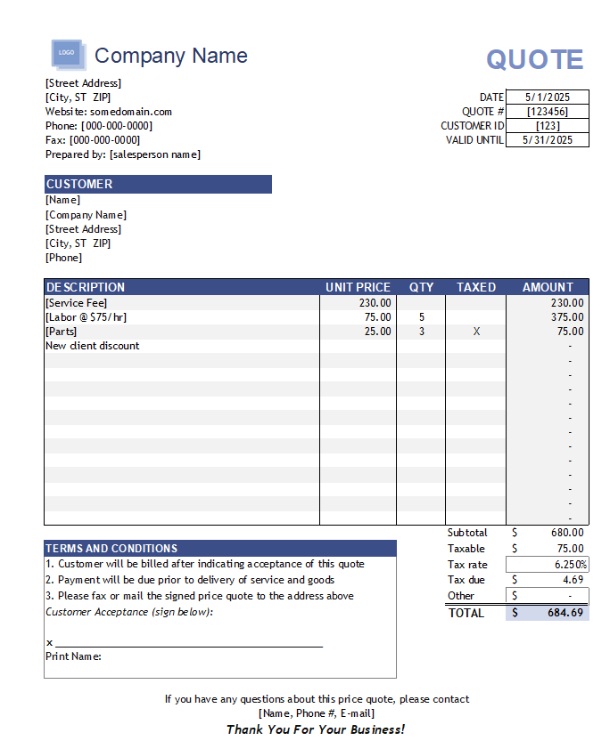 LOGO
Company Name
QUOTE
[Street Address]
[City, ST ZIP]
Website: somedomain.com
Phone: [000-000-0000]
Fax: [000-000-0000]
Prepared by: [salesperson name]
DATE 5/1/2025
QUOTE # [123456]
CUSTOMER ID [123]
VALID UNTIL 5/31/2025
CUSTOMER
[Name]
[Company Name]
[Street Address]
[City, ST ZIP]
[Phone]
DESCRIPTION UNIT PRICE QTY TAXED AMOUNT
[Service Fee] 230.00 230.00
[Labor @ $75/hr] 75.00 5 375.00
[Parts] 25.00 3 X 75.00
New client discount -
-
-
-
-
-
-
-
-
-
-
-
-
Subtotal $ 680.00
Taxable $ 75.00
Tax rate 6.250%
Tax due $ 4.69
Other $ -
TOTAL $ 684.69
TERMS AND CONDITIONS
1. Customer will be billed after indicating acceptance of this quote
2. Payment will be due prior to delivery of service and goods
3. Please fax or mail the signed price quote to the address above
Customer Acceptance (sign below):
x
Print Name:
If you have any questions about this price quote, please contact
[Name, Phone #, E-mail]
Thank You For Your Business!